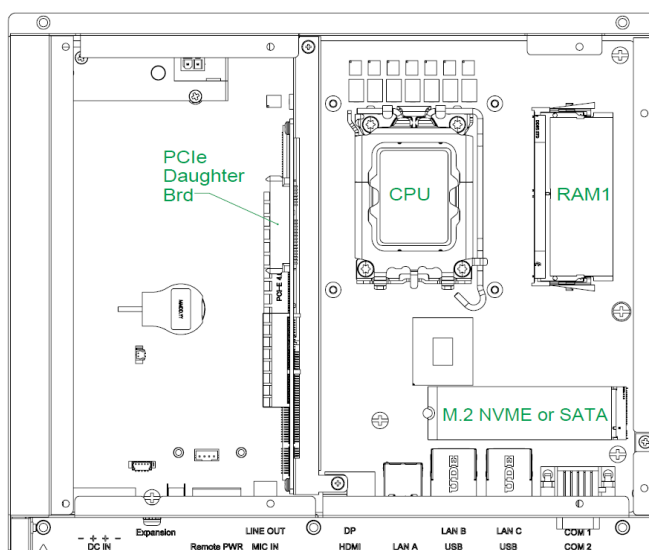 PCIe
Daughter
Brd
CPU
RAM1
PCI-E 4.
M.2 NVME or SATA
Expansion
LINE OUT
DP
LAN B
LAN C
COM 1
- + + -
DC IN
Remote PWR
MIC IN
HDMI
LAN A
USB
USB
COM 2